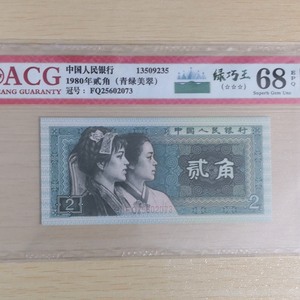 ACG
ANG GUARANTY
中国人民银行 13509235
1980年贰角（青绿美翠）
冠号：FQ25602073
绿巧王
(☆☆☆)
68 EPQ
Superb Gem Unc
中国人民银行
贰角
2
2